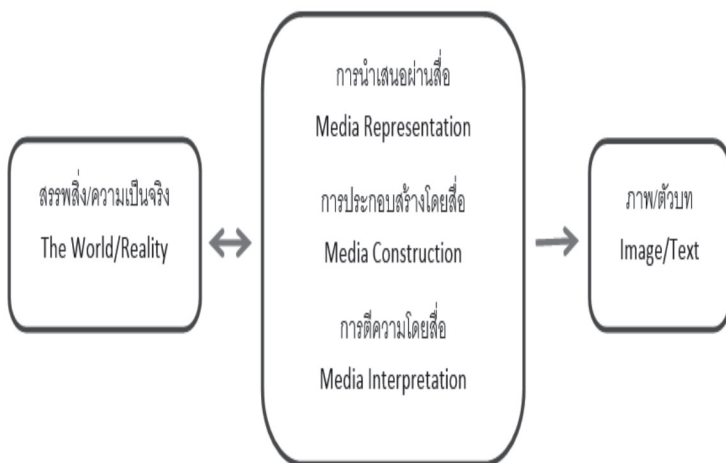 สรรพสิ่ง/ความเป็นจริง
The World/Reality
การนำเสนอผ่านสื่อ
Media Representation
การประกอบสร้างโดยสื่อ
Media Construction
การตีความโดยสื่อ
Media Interpretation
ภาพ/ตัวบท
Image/Text